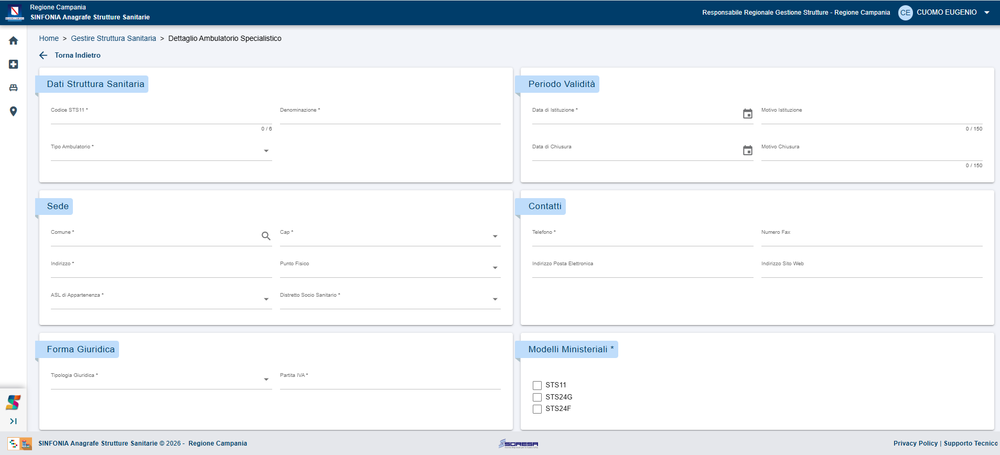 Regione Campania
SINFONIA Anagrafe Strutture Sanitarie
Responsabile Regionale Gestione Strutture - Regione Campania
CE
CUOMO EUGENIO
Home > Gestire Struttura Sanitaria > Dettaglio Ambulatorio Specialistico
Torna Indietro
Dati Struttura Sanitaria
Codice STS11 *
0 / 6
Denominazione *
Tipo Ambulatorio *
Periodo Validità
Data di Istituzione *
Motivo Istituzione
0 / 150
Data di Chiusura
Motivo Chiusura
0 / 150
Sede
Comune *
Cap *
Indirizzo *
Punto Fisico
ASL di Appartenenza *
Distretto Socio Sanitario *
Contatti
Telefono *
Numero Fax
Indirizzo Posta Elettronica
Indirizzo Sito Web
Forma Giuridica
Tipologia Giuridica *
Partita IVA *
Modelli Ministeriali *
STS11
STS24G
STS24F
SINFONIA Anagrafe Strutture Sanitarie © 2026 - Regione Campania
SORESA
Privacy Policy | Supporto Tecnico